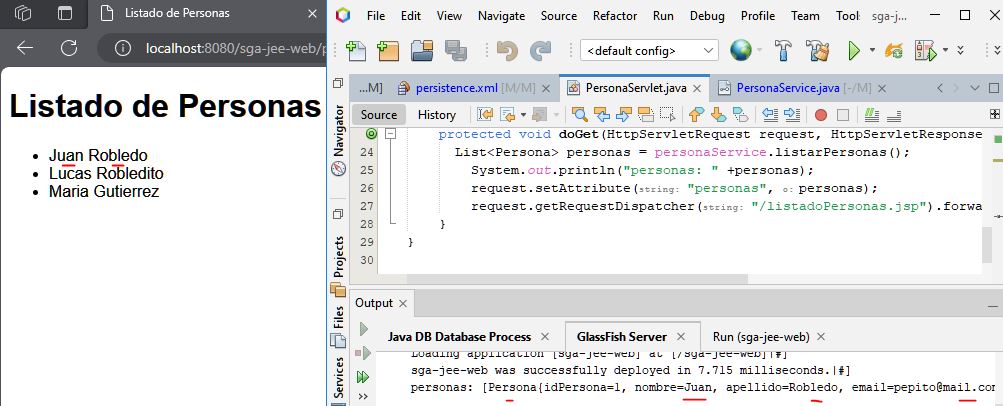 Listado de Personas
localhost:8080/sga-jee-web/p
Listado de Personas
Juan Robledo
Lucas Robledito
Maria Gutierrez
File Edit View Navigate Source Refactor Run Debug Profile Team Tool sga-j...
<default config>
...M] persistence.xml [M/M] PersonaServlet.java PersonaService.java [-/M]
Source History
Navigator
Projects
Files
Services
protected void doGet(HttpServletRequest request, HttpServletResponse
24 List<Persona> personas = personaService.listarPersonas();
25 System.out.println("personas: " +personas);
26 request.setAttribute(string: "personas", o: personas);
27 request.getRequestDispatcher(string: "/listadoPersonas.jsp").forwa
28 }
29 }
30
Output
Java DB Database Process GlassFish Server Run (sga-jee-web)
Loading application [sga-jee-web] at [/sga-jee-web]|#]
sga-jee-web was successfully deployed in 7.715 milliseconds.|#]
personas: [Persona{idPersona=1, nombre=Juan, apellido=Robledo, email=pepito@mail.com